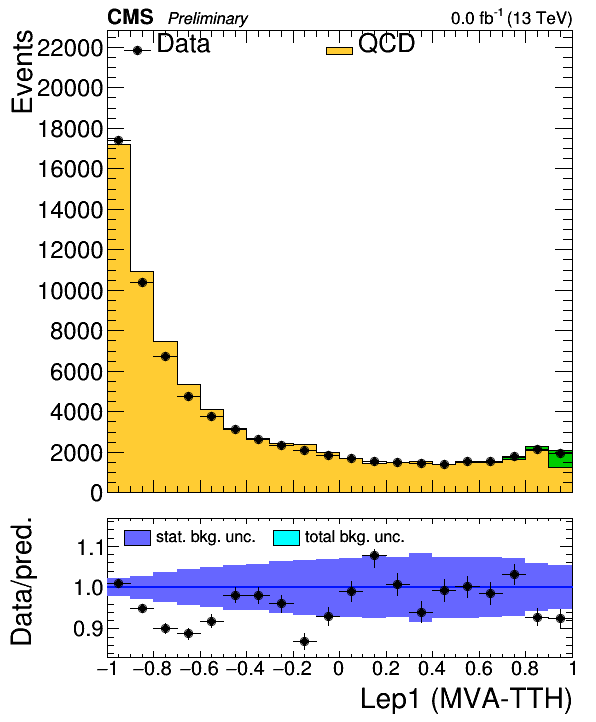 CMS Preliminary 0.0 fb⁻¹ (13 TeV)
Events
Data QCD
22000
20000
18000
16000
14000
12000
10000
8000
6000
4000
2000
0
Data/pred.
stat. bkg. unc. total bkg. unc.
1.1
1.0
0.9
−1 −0.8 −0.6 −0.4 −0.2 0 0.2 0.4 0.6 0.8 1
Lep1 (MVA-TTH)